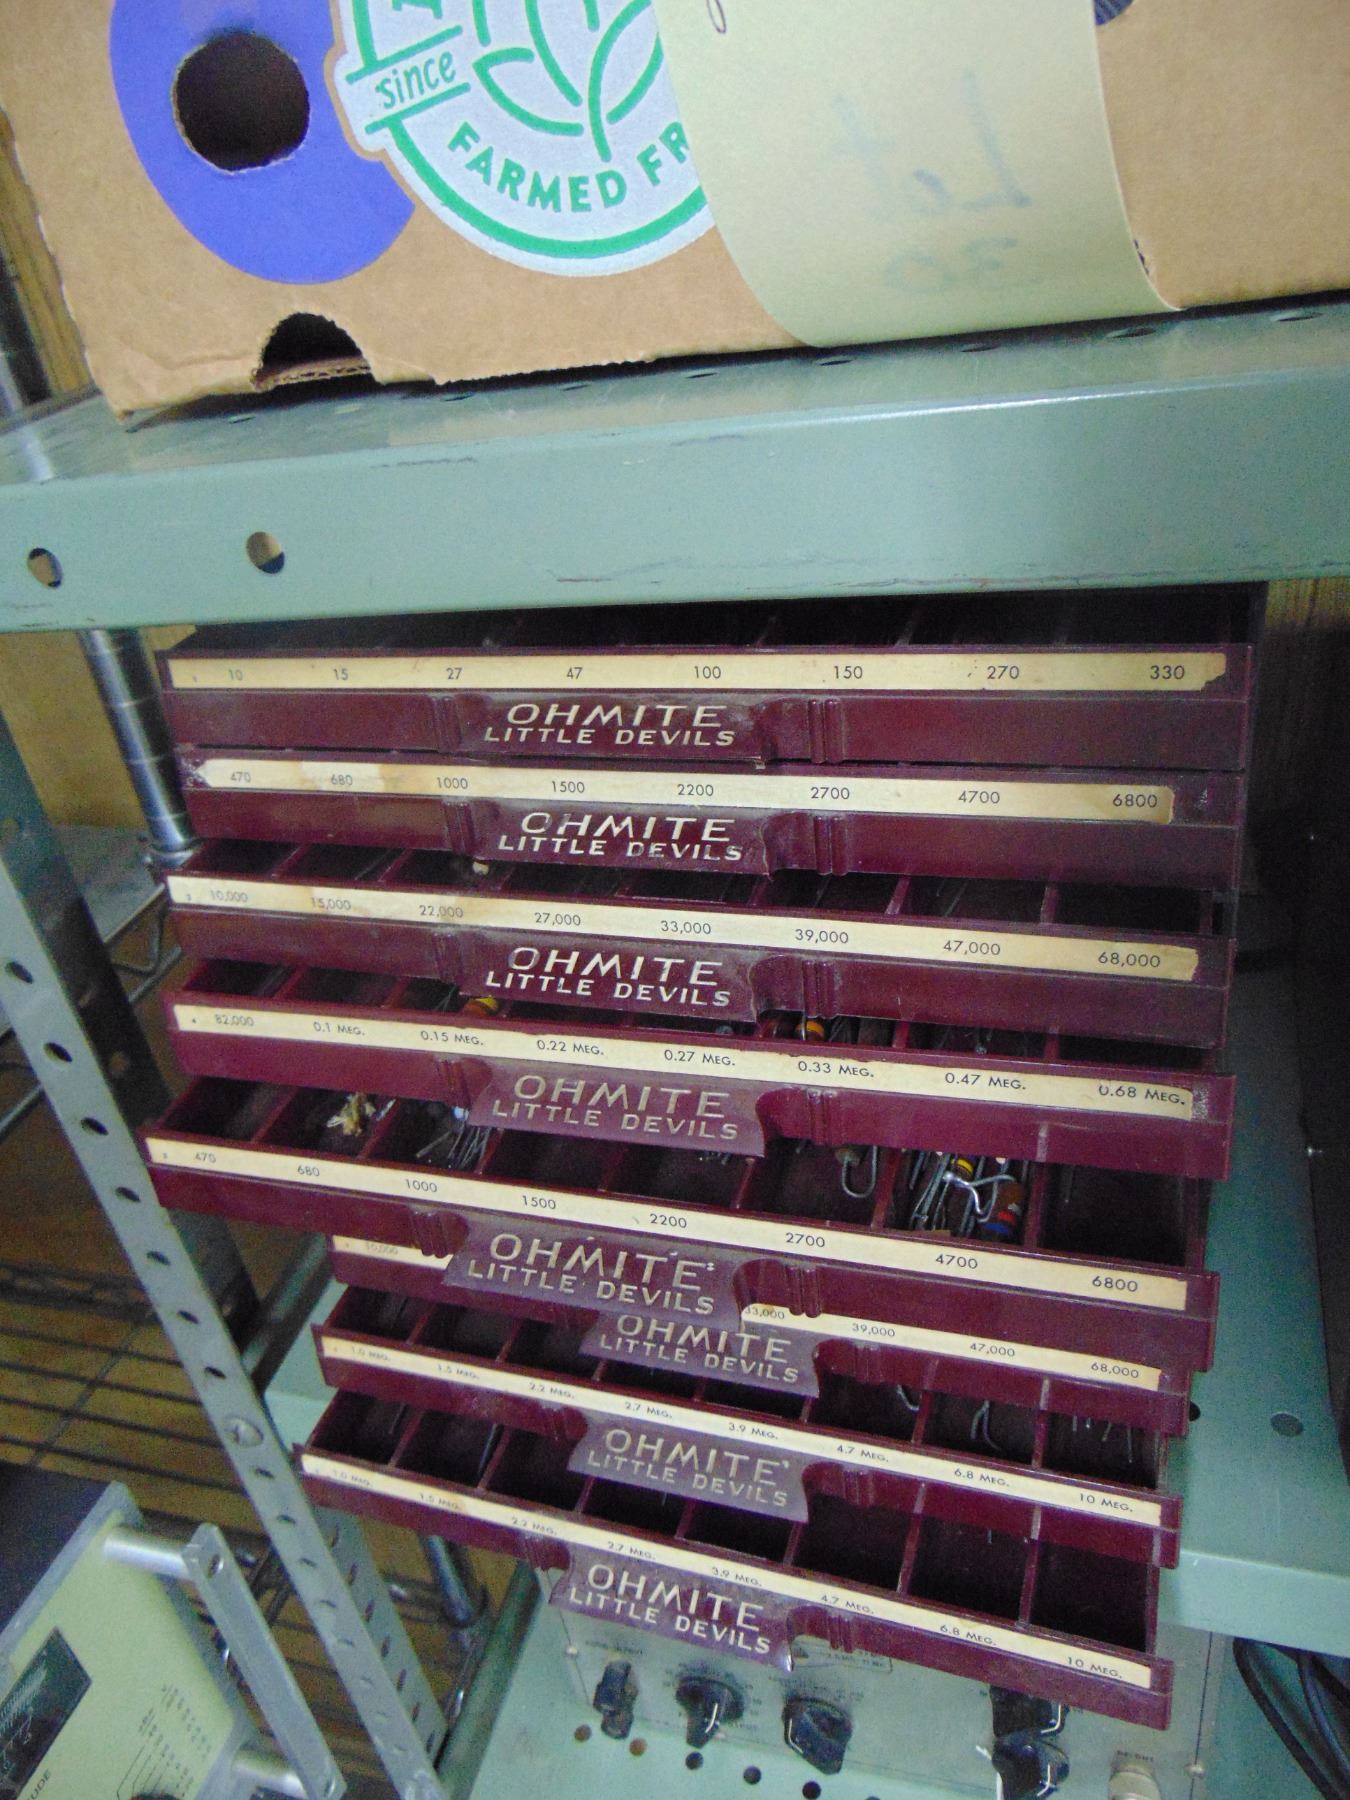 since
FARMED FR
Lot
30
10 15 27 47 100 150 270 330
OHMITE
LITTLE DEVILS
470 680 1000 1500 2200 2700 4700 6800
OHMITE
LITTLE DEVILS
3 10,000 15,000 22,000 27,000 33,000 39,000 47,000 68,000
OHMITE
LITTLE DEVILS
4 82,000 0.1 MEG. 0.15 MEG. 0.22 MEG. 0.27 MEG. 0.33 MEG. 0.47 MEG. 0.68 MEG.
OHMITE
LITTLE DEVILS
470 680 1000 1500 2200 2700 4700 6800
OHMITE
LITTLE DEVILS
10,000 33,000 39,000 47,000 68,000
OHMITE
LITTLE DEVILS
1.0 MEG. 1.5 MEG. 2.2 MEG. 2.7 MEG. 3.9 MEG. 4.7 MEG. 6.8 MEG. 10 MEG.
OHMITE
LITTLE DEVILS
1.0 MEG. 1.5 MEG. 2.2 MEG. 2.7 MEG. 3.9 MEG. 4.7 MEG. 6.8 MEG. 10 MEG.
OHMITE
LITTLE DEVILS